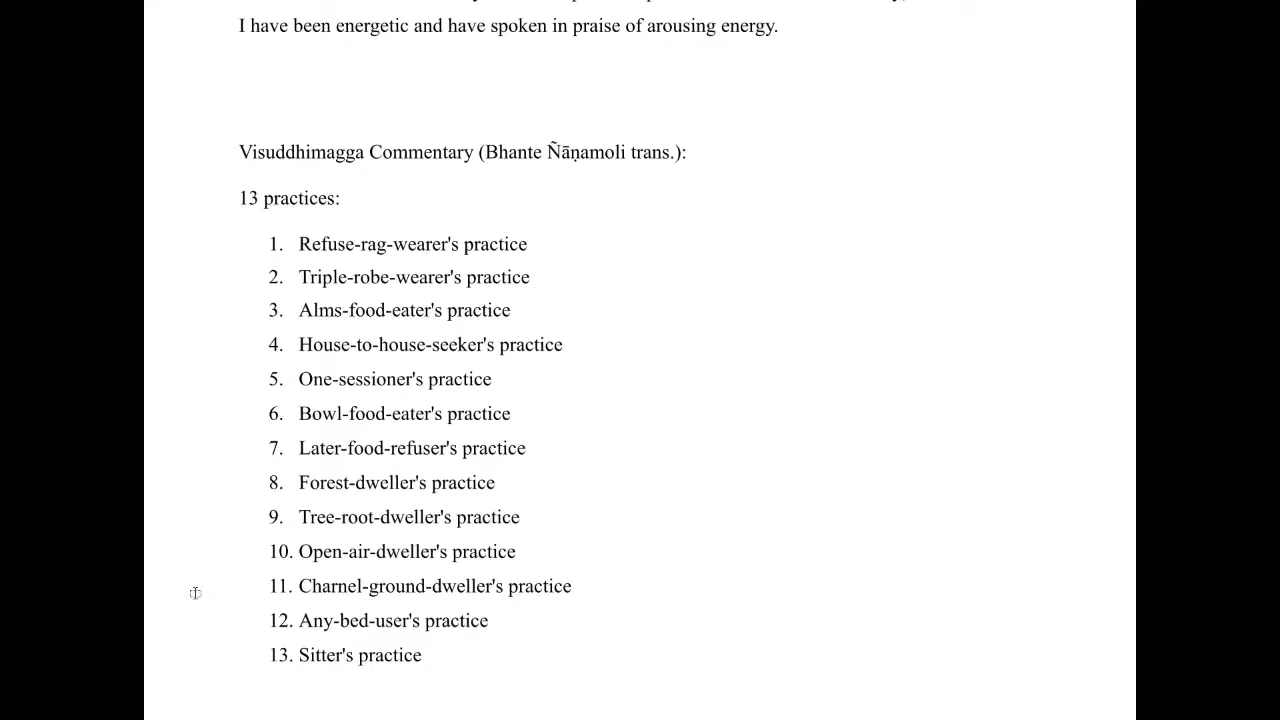 I have been energetic and have spoken in praise of arousing energy.
Visuddhimagga Commentary (Bhante Ñāṇamoli trans.):
13 practices:
1. Refuse-rag-wearer's practice
2. Triple-robe-wearer's practice
3. Alms-food-eater's practice
4. House-to-house-seeker's practice
5. One-sessioner's practice
6. Bowl-food-eater's practice
7. Later-food-refuser's practice
8. Forest-dweller's practice
9. Tree-root-dweller's practice
10. Open-air-dweller's practice
11. Charnel-ground-dweller's practice
12. Any-bed-user's practice
13. Sitter's practice